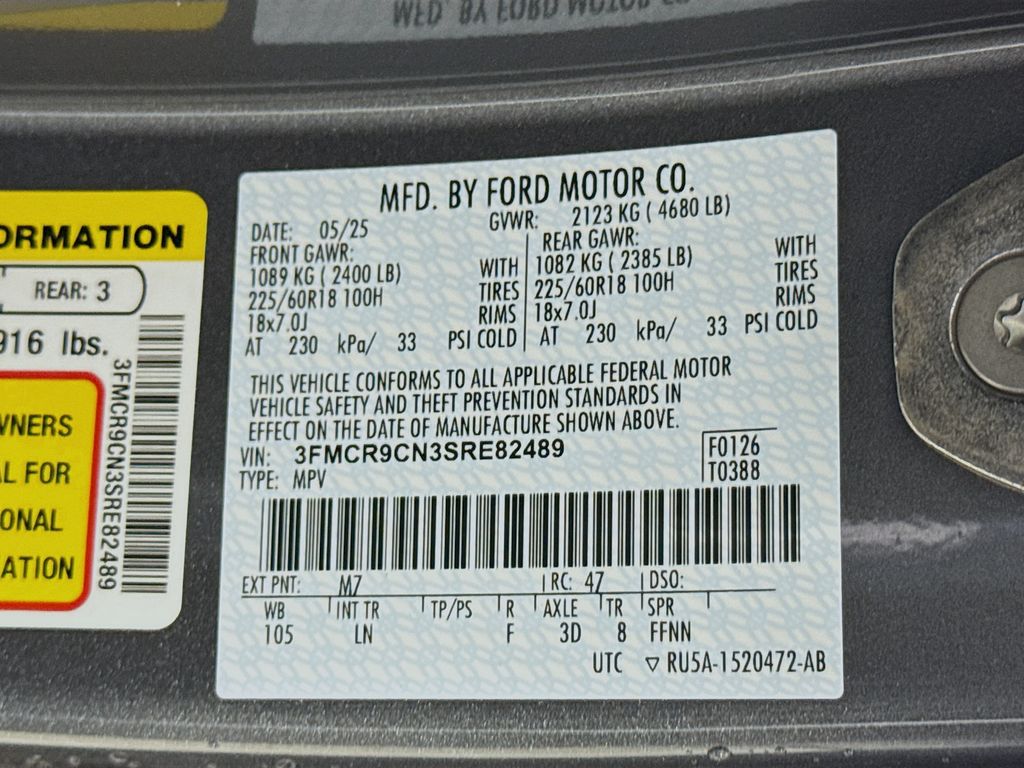 MFD. BY FORD MOTOR CO.
DATE: 05/25 GVWR: 2123 KG ( 4680 LB)
FRONT GAWR: REAR GAWR:
1089 KG ( 2400 LB) WITH 1082 KG ( 2385 LB) WITH
225/60R18 100H TIRES 225/60R18 100H TIRES
18x7.0J RIMS 18x7.0J RIMS
AT 230 kPa/ 33 PSI COLD AT 230 kPa/ 33 PSI COLD
THIS VEHICLE CONFORMS TO ALL APPLICABLE FEDERAL MOTOR
VEHICLE SAFETY AND THEFT PREVENTION STANDARDS IN
EFFECT ON THE DATE OF MANUFACTURE SHOWN ABOVE.
VIN: 3FMCR9CN3SRE82489 F0126
TYPE: MPV T0388
EXT PNT: M7 RC: 47 DSO:
WB INT TR TP/PS R AXLE TR SPR
105 LN F 3D 8 FFNN
UTC ▽ RU5A-1520472-AB
ORMATION
REAR: 3
916 lbs.
3FMCR9CN3SRE82489
WNERS
AL FOR
ONAL
ATION